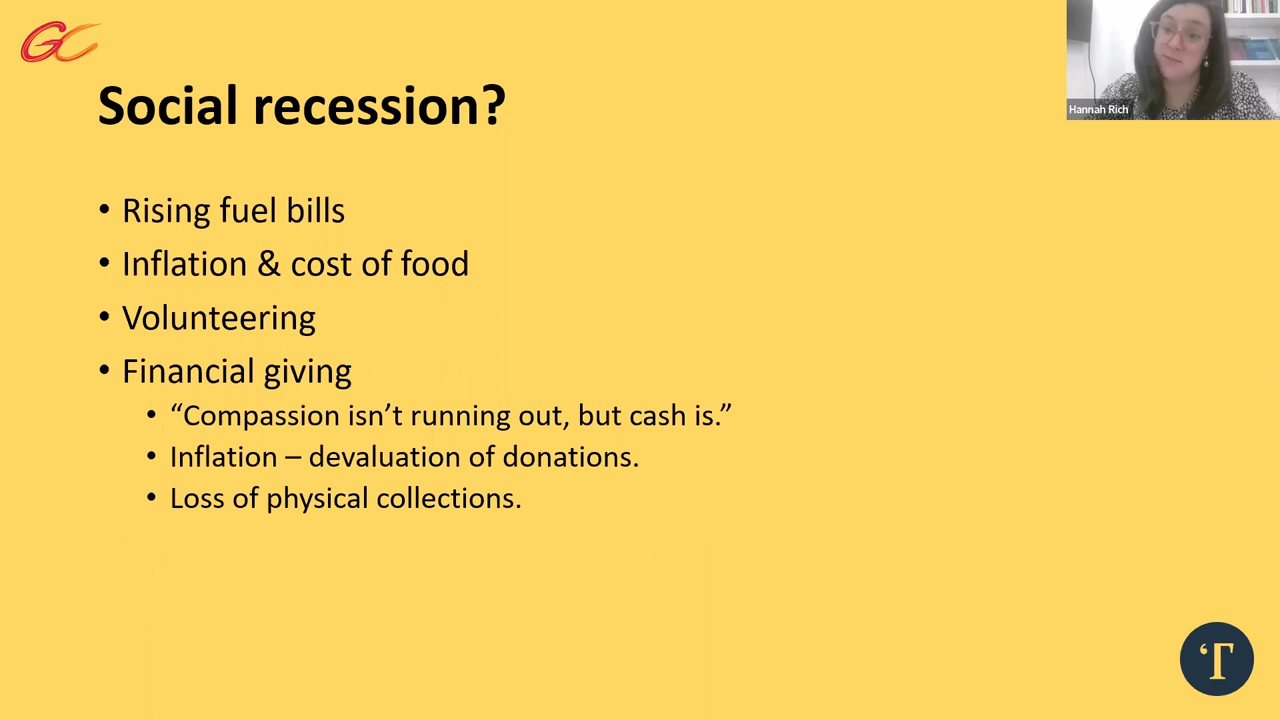 GC
Hannah Rich
Social recession?
• Rising fuel bills
• Inflation & cost of food
• Volunteering
• Financial giving
• “Compassion isn’t running out, but cash is.”
• Inflation – devaluation of donations.
• Loss of physical collections.
‘T